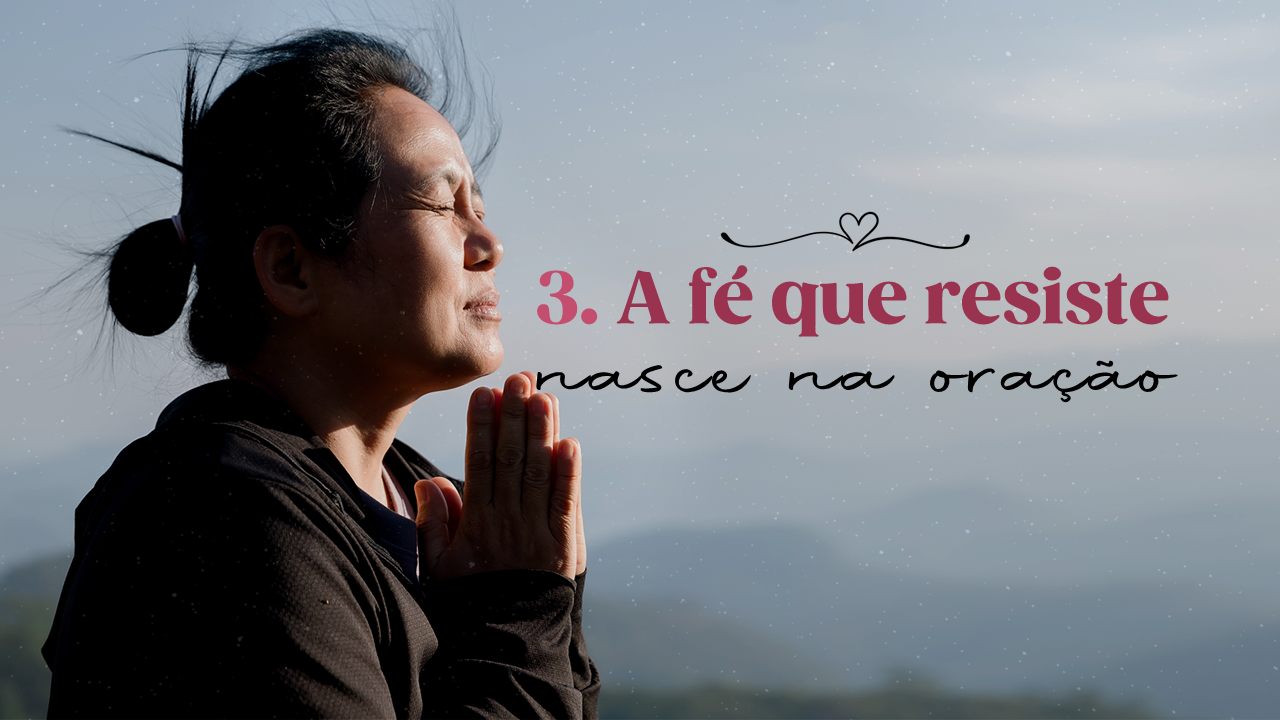 3. A fé que resiste
nasce na oração